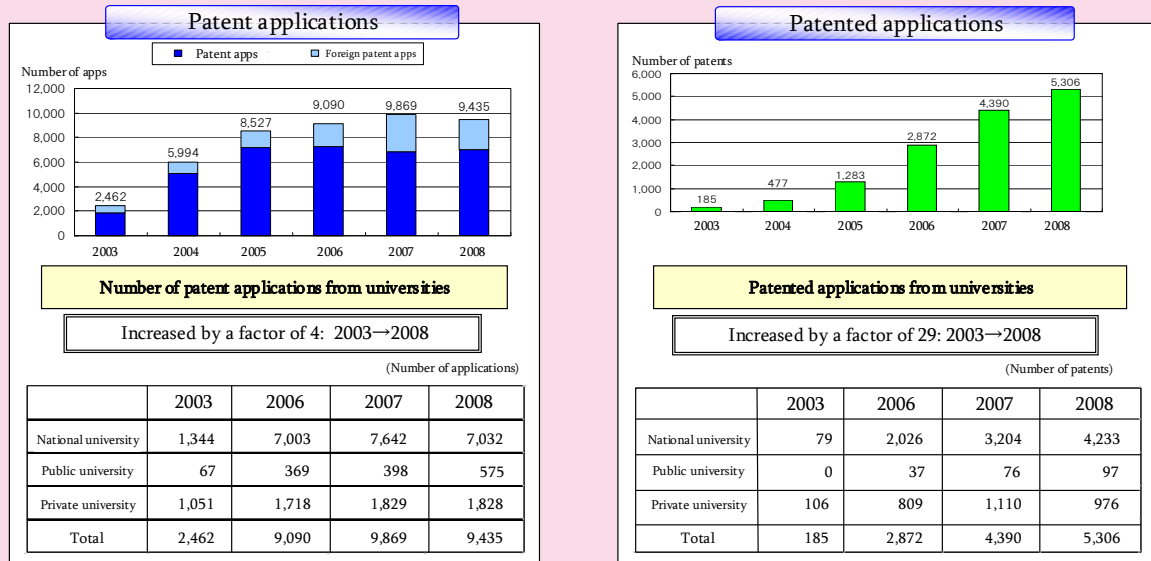 Patent applications
Patent apps Foreign patent apps
Number of apps
12,000
10,000
8,000
6,000
4,000
2,000
0
2,462
5,994
8,527
9,090
9,869
9,435
2003 2004 2005 2006 2007 2008
Number of patent applications from universities
Increased by a factor of 4: 2003→2008
(Number of applications)
2003 2006 2007 2008
National university 1,344 7,003 7,642 7,032
Public university 67 369 398 575
Private university 1,051 1,718 1,829 1,828
Total 2,462 9,090 9,869 9,435
Patented applications
Number of patents
6,000
5,000
4,000
3,000
2,000
1,000
0
185
477
1,283
2,872
4,390
5,306
2003 2004 2005 2006 2007 2008
Patented applications from universities
Increased by a factor of 29: 2003→2008
(Number of patents)
2003 2006 2007 2008
National university 79 2,026 3,204 4,233
Public university 0 37 76 97
Private university 106 809 1,110 976
Total 185 2,872 4,390 5,306